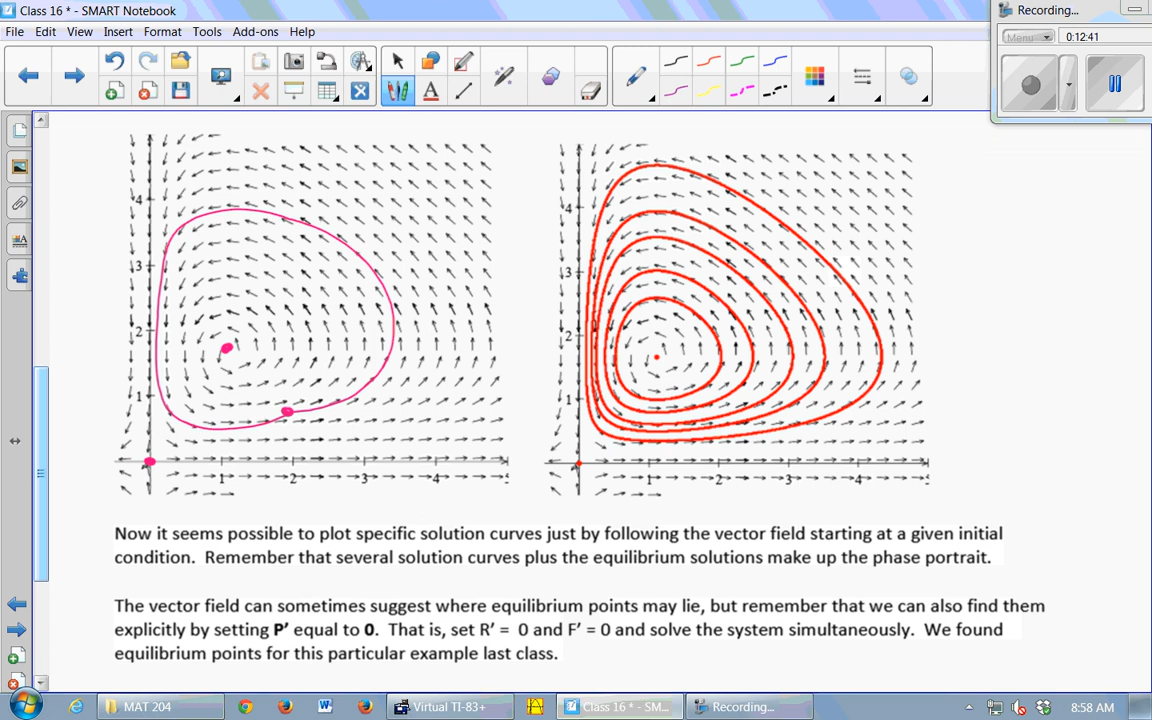 Class 16 * - SMART Notebook
Recording...
File Edit View Insert Format Tools Add-ons Help
Menu
0:12:41
4
3
2
1
1 2 3 4
4
3
2
1
1 2 3 4
Now it seems possible to plot specific solution curves just by following the vector field starting at a given initial
condition. Remember that several solution curves plus the equilibrium solutions make up the phase portrait.
The vector field can sometimes suggest where equilibrium points may lie, but remember that we can also find them
explicitly by setting P' equal to 0. That is, set R' = 0 and F' = 0 and solve the system simultaneously. We found
equilibrium points for this particular example last class.
MAT 204
Virtual TI-83+
Class 16 * - SM...
Recording...
8:58 AM